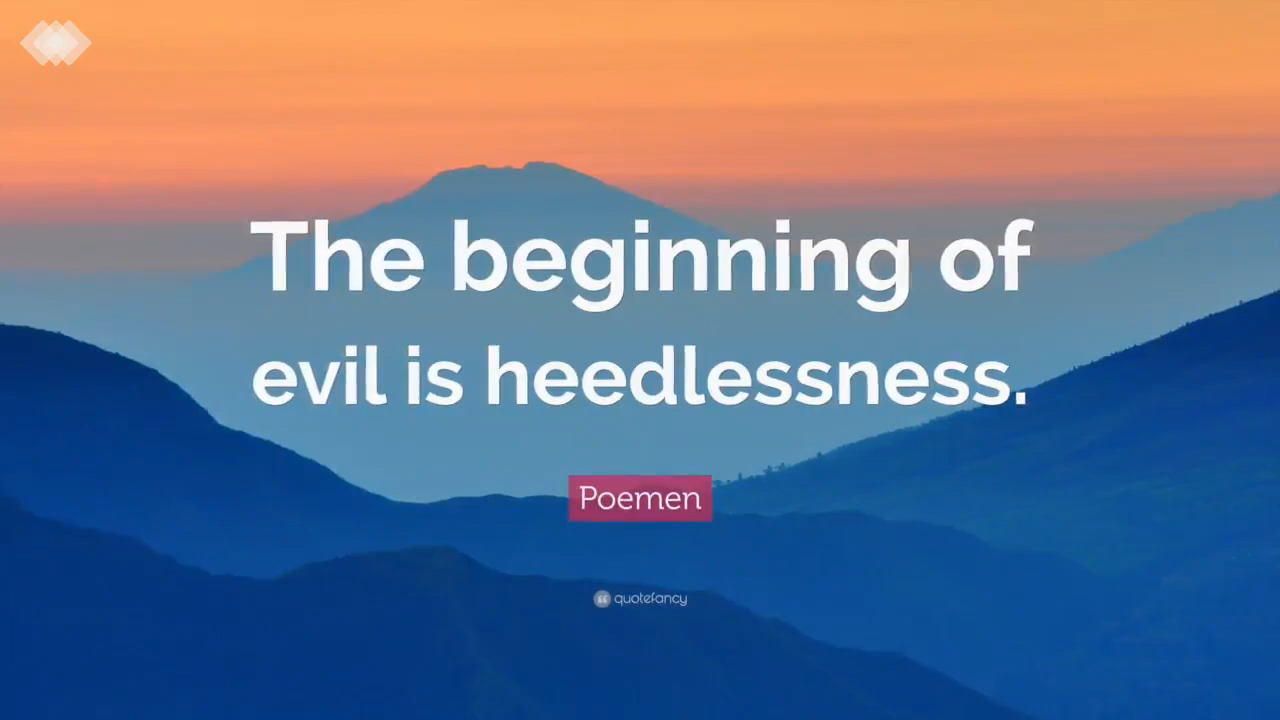 The beginning of
evil is heedlessness.
Poemen
quotefancy